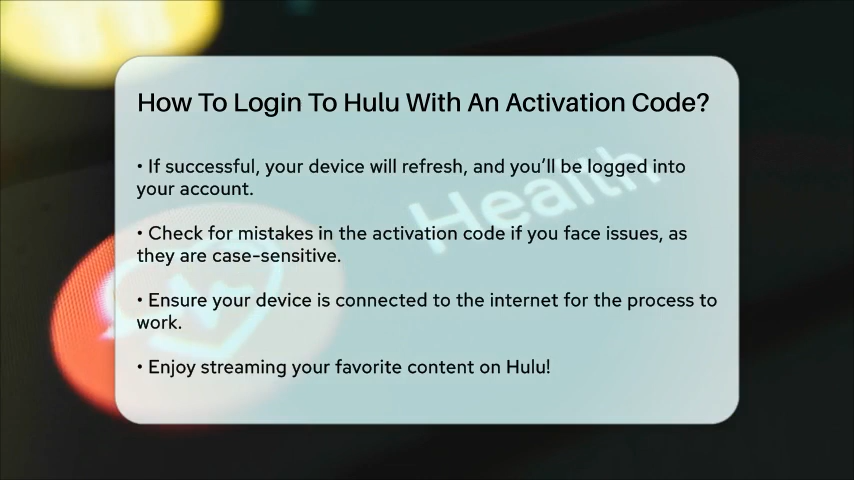 How To Login To Hulu With An Activation Code?
• If successful, your device will refresh, and you’ll be logged into
your account.
Health
• Check for mistakes in the activation code if you face issues, as
they are case-sensitive.
• Ensure your device is connected to the internet for the process to
work.
• Enjoy streaming your favorite content on Hulu!